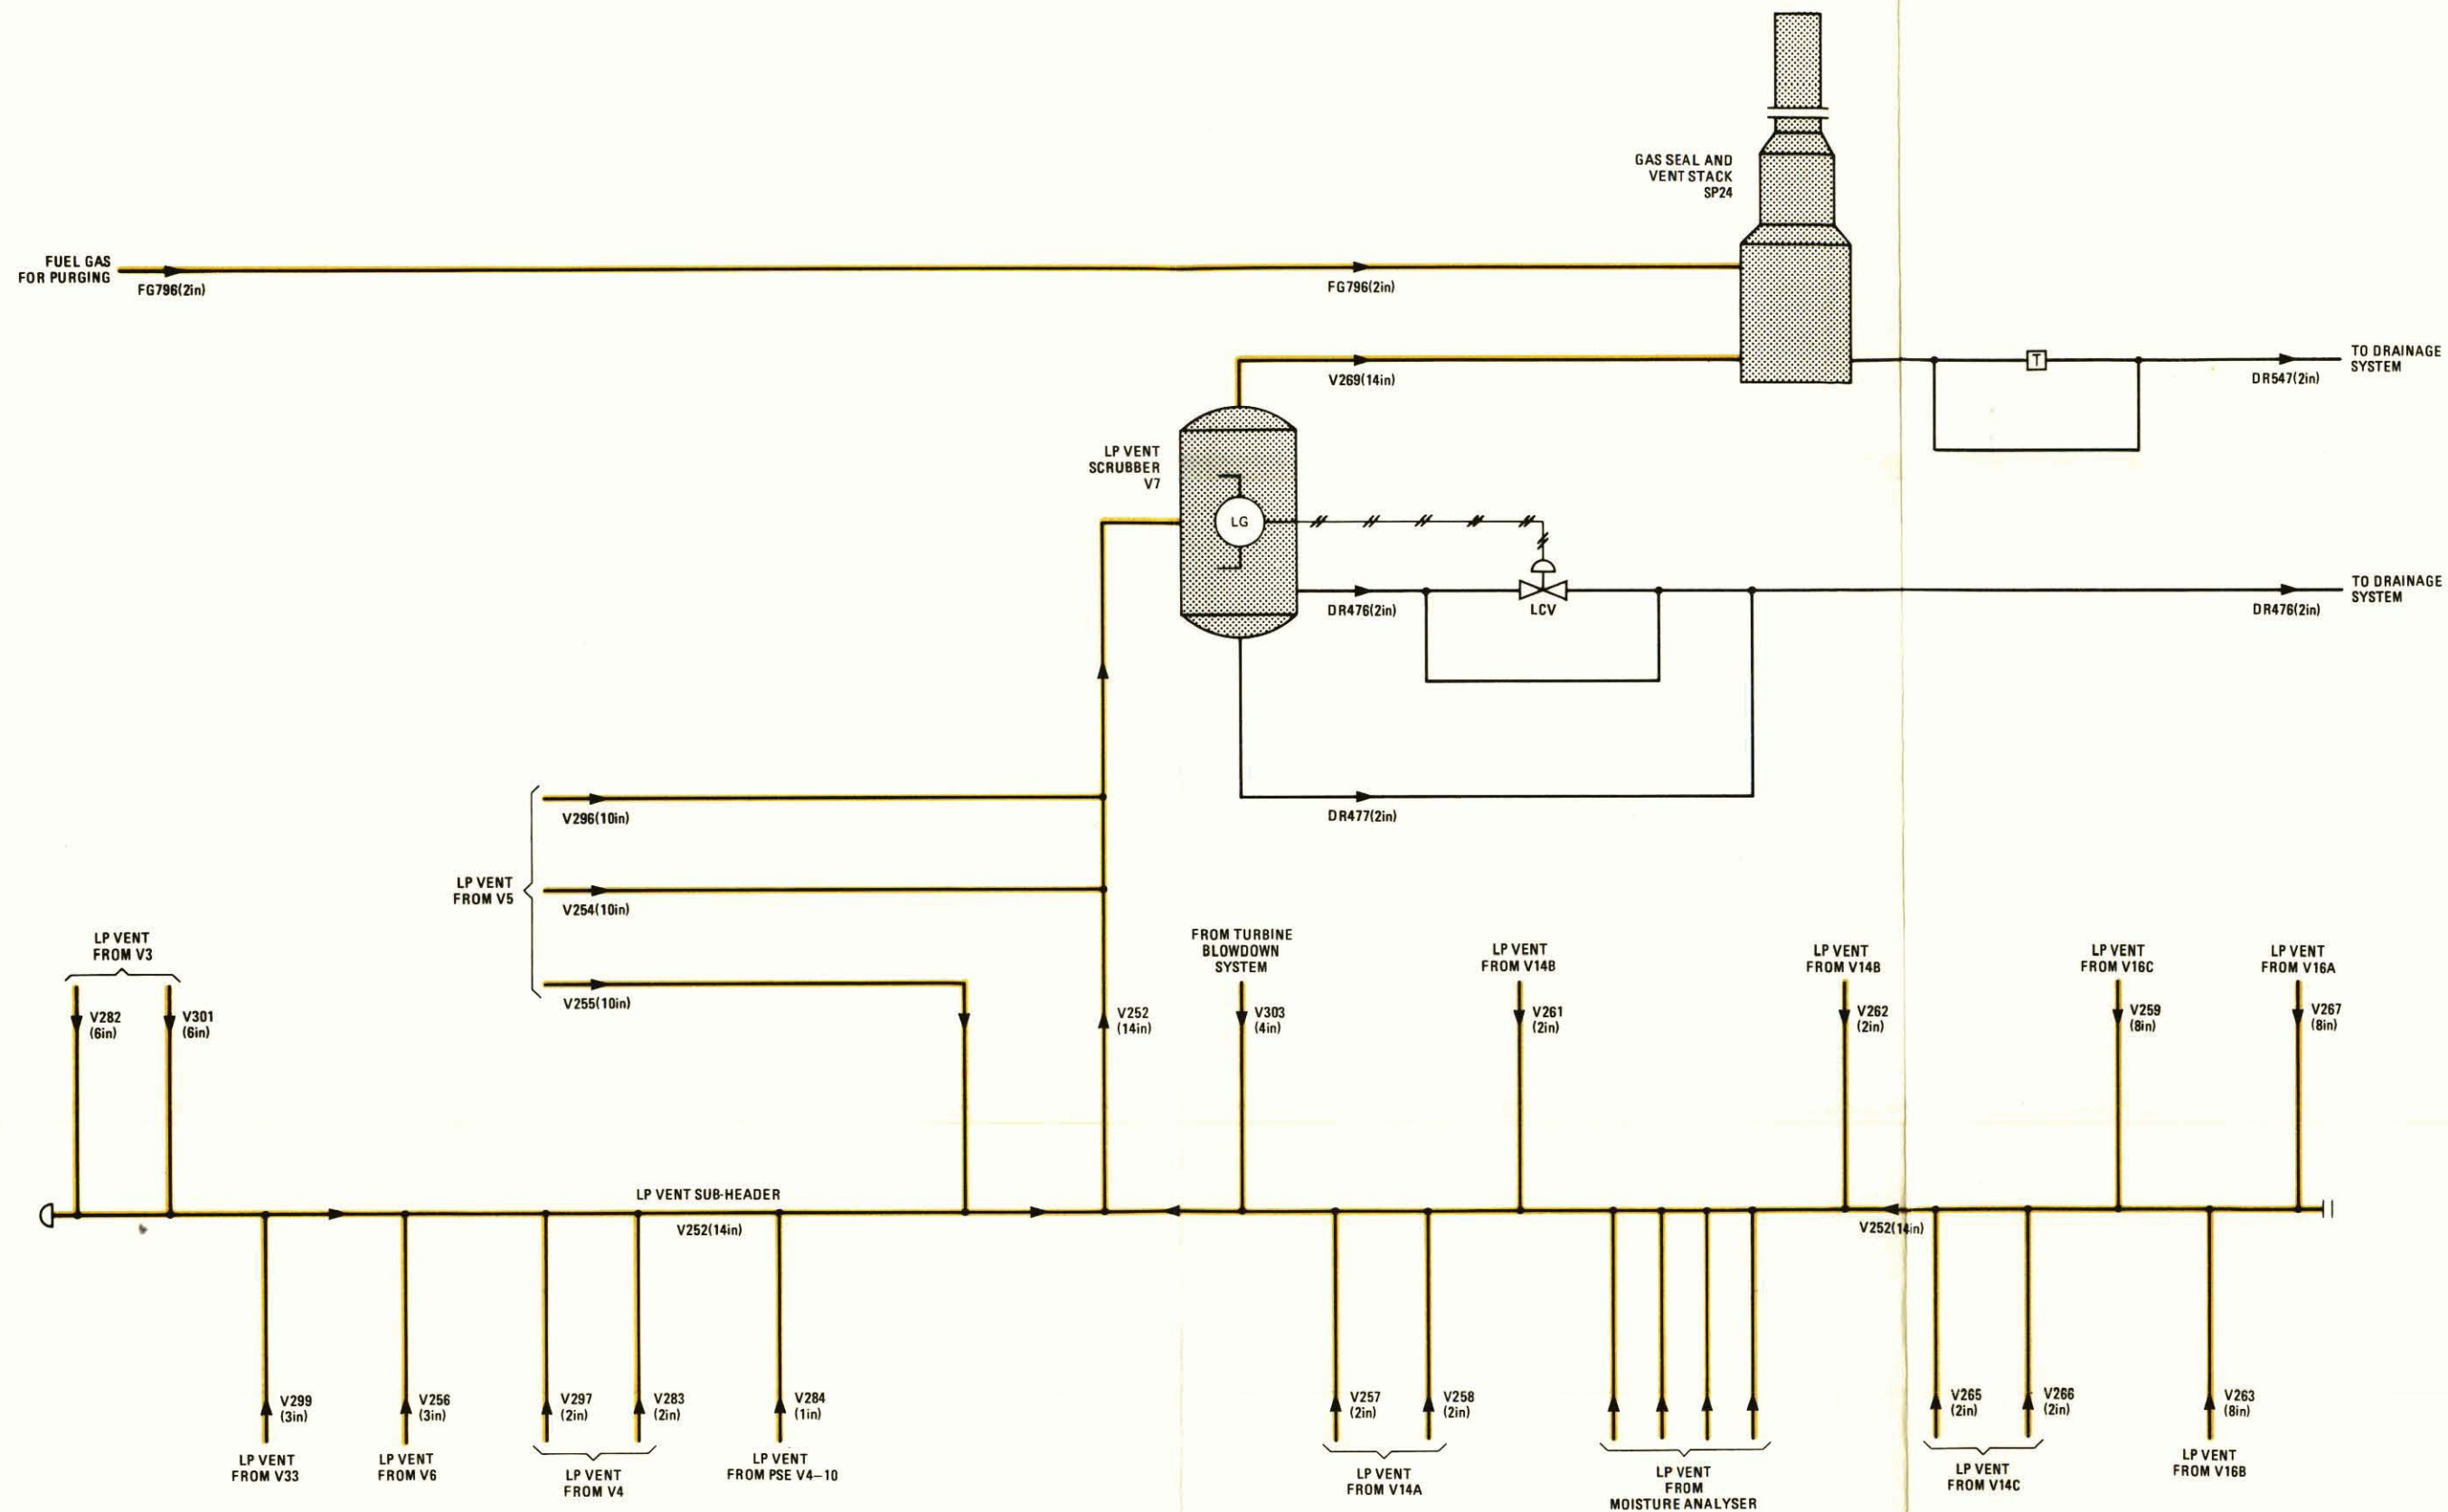 GAS SEAL AND
VENT STACK
SP24
FUEL GAS
FOR PURGING
FG796(2in)
FG796(2in)
V269(14in)
T
TO DRAINAGE
SYSTEM
DR547(2in)
LP VENT
SCRUBBER
V7
LG
DR476(2in)
LCV
TO DRAINAGE
SYSTEM
DR476(2in)
DR477(2in)
V296(10in)
LP VENT
FROM V5
V254(10in)
V255(10in)
LP VENT
FROM V3
V282
(6in)
V301
(6in)
V252
(14in)
FROM TURBINE
BLOWDOWN
SYSTEM
V303
(4in)
LP VENT
FROM V14B
V261
(2in)
LP VENT
FROM V14B
V262
(2in)
LP VENT
FROM V16C
V259
(8in)
LP VENT
FROM V16A
V267
(8in)
LP VENT SUB-HEADER
V252(14in)
V252(14in)
V299
(3in)
LP VENT
FROM V33
V256
(3in)
LP VENT
FROM V6
V297
(2in)
V283
(2in)
LP VENT
FROM V4
V284
(1in)
LP VENT
FROM PSE V4–10
V257
(2in)
V258
(2in)
LP VENT
FROM V14A
LP VENT
FROM
MOISTURE ANALYSER
V265
(2in)
V266
(2in)
LP VENT
FROM V14C
V263
(8in)
LP VENT
FROM V16B